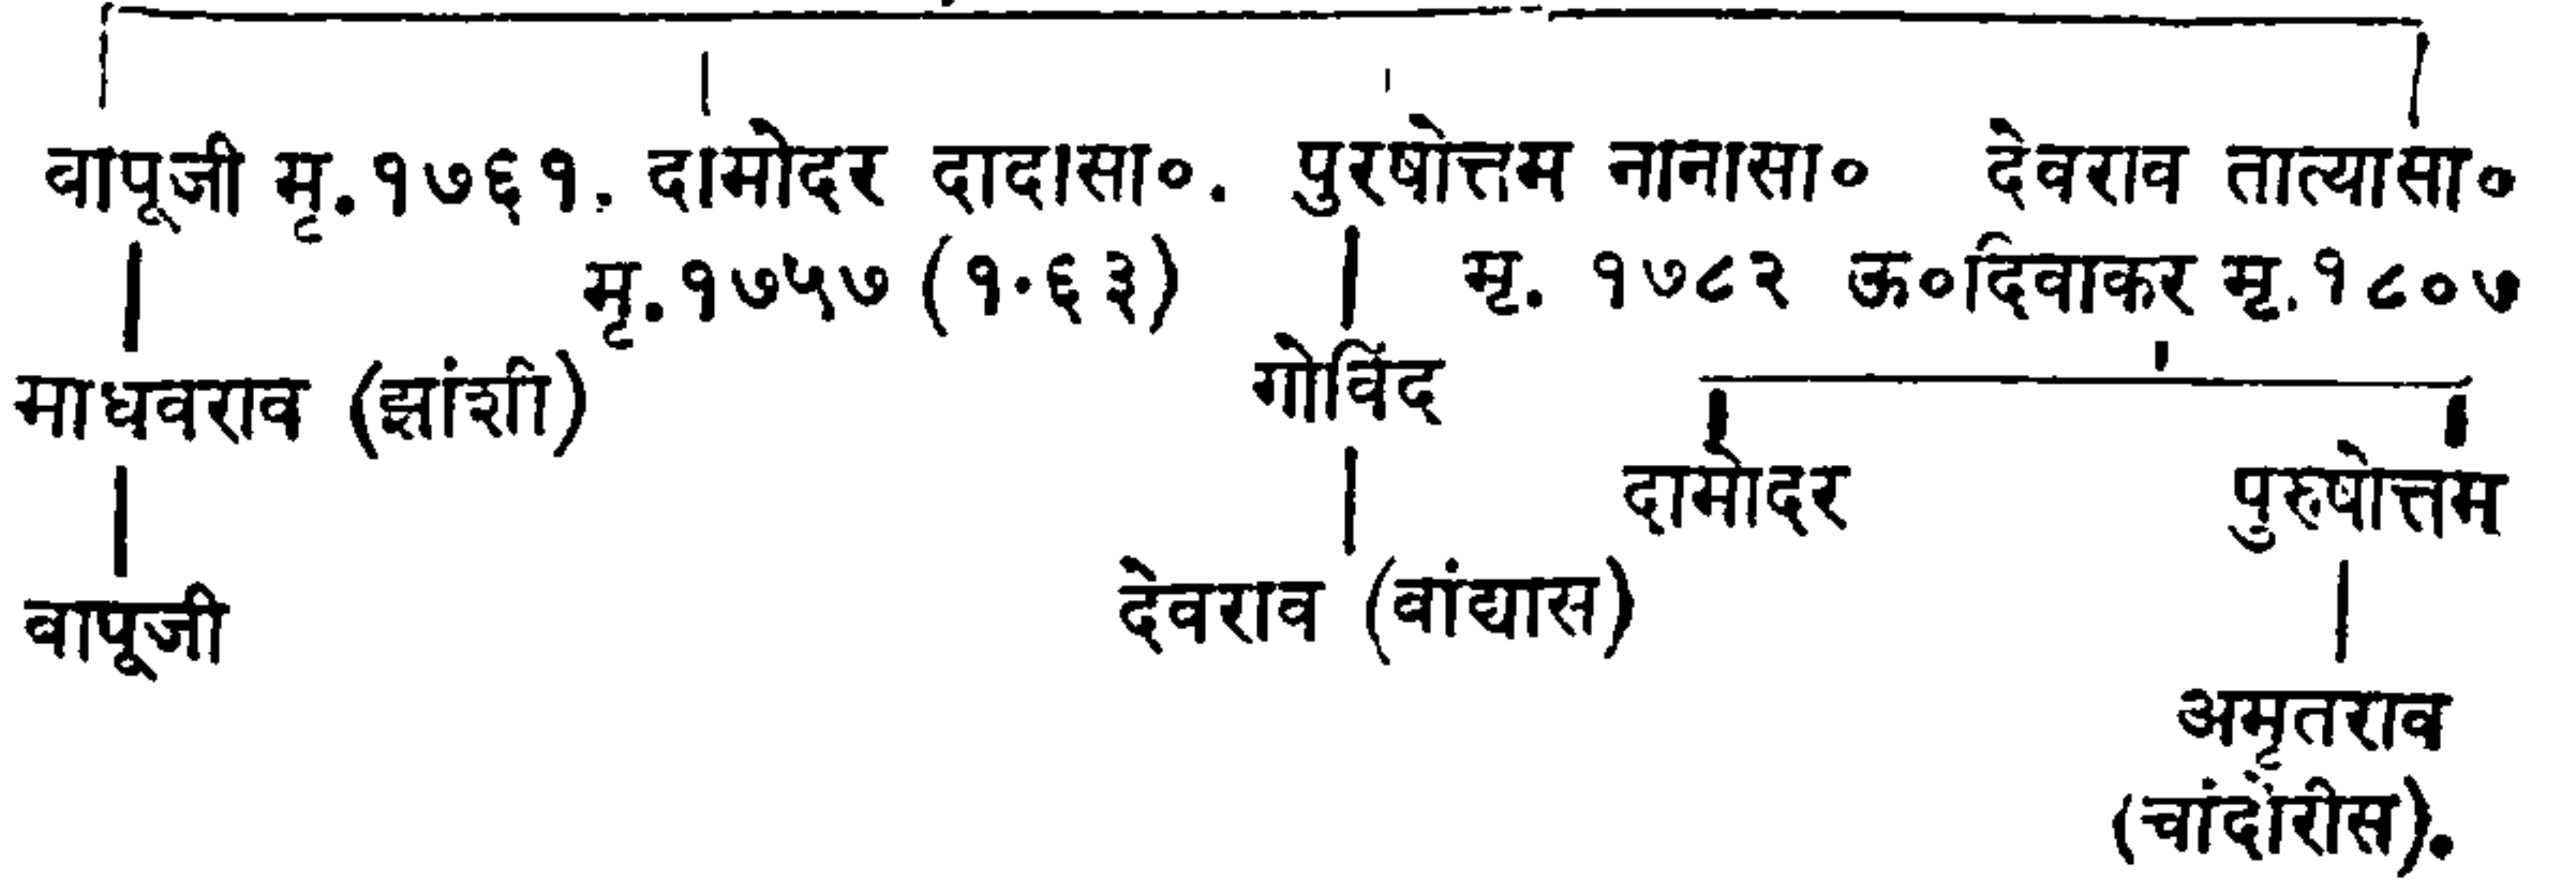 वापूजी मृ. १७६१. दामोदर दादासा०. पुरषोत्तम नानासा० देवराव तात्यासा०
मृ. १७५७ (१.६३) मृ. १७८२ ऊ०दिवाकर मृ. १८०७
माधवराव (झांशी) गोविंद
दामोदर पुरुषोत्तम
वापूजी देवराव (वांद्यास)
अमृतराव
(चांदोरीस).